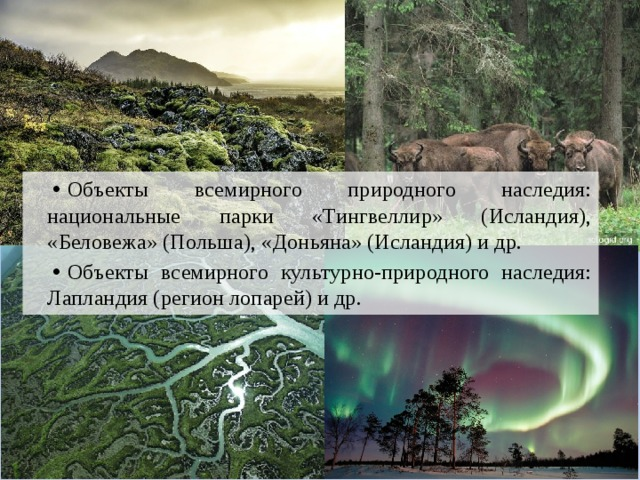 • Объекты всемирного природного наследия:
национальные парки «Тингвеллир» (Исландия),
«Беловежа» (Польша), «Доньяна» (Исландия) и др.
• Объекты всемирного культурно-природного наследия:
Лапландия (регион лопарей) и др.